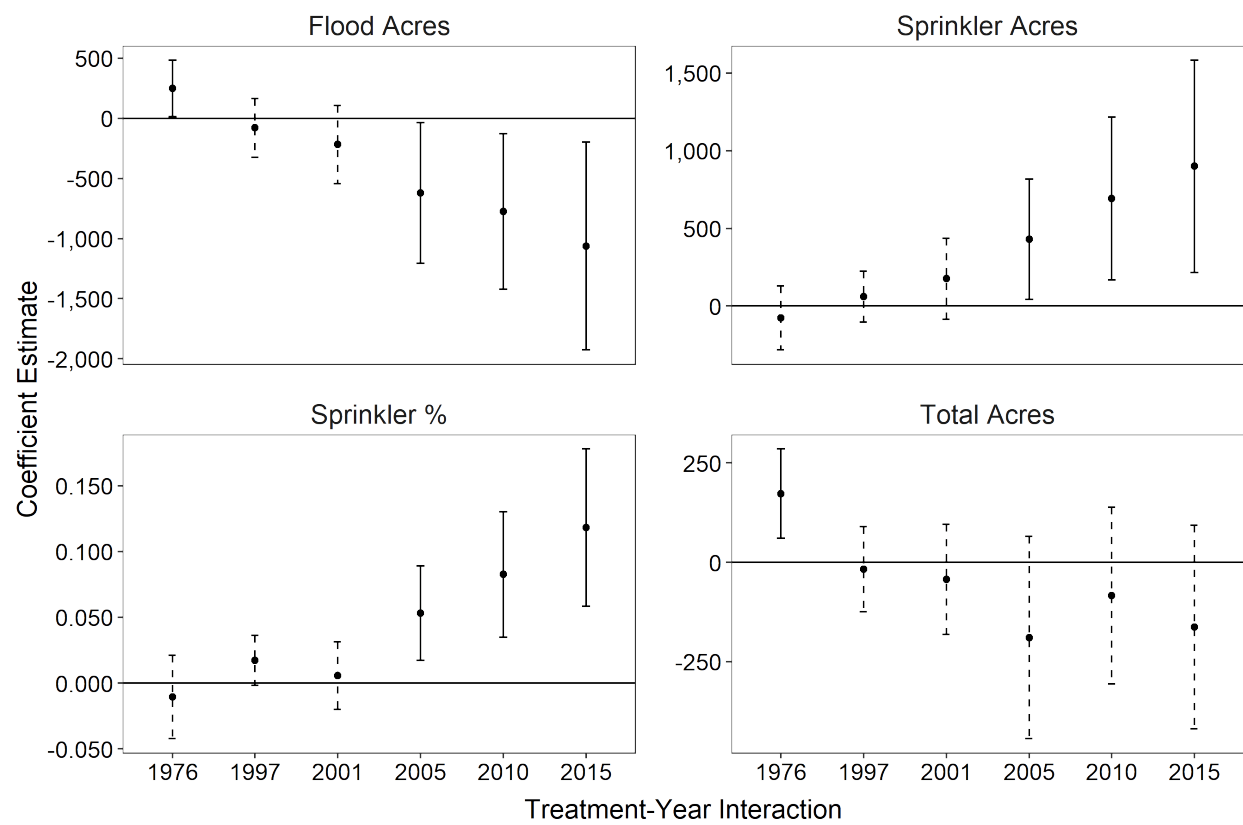 Flood Acres
Sprinkler Acres
500
0
-500
-1,000
-1,500
-2,000
1,500
1,000
500
0
Coefficient Estimate
Sprinkler %
Total Acres
0.150
0.100
0.050
0.000
-0.050
250
0
-250
1976 1997 2001 2005 2010 2015
1976 1997 2001 2005 2010 2015
Treatment-Year Interaction